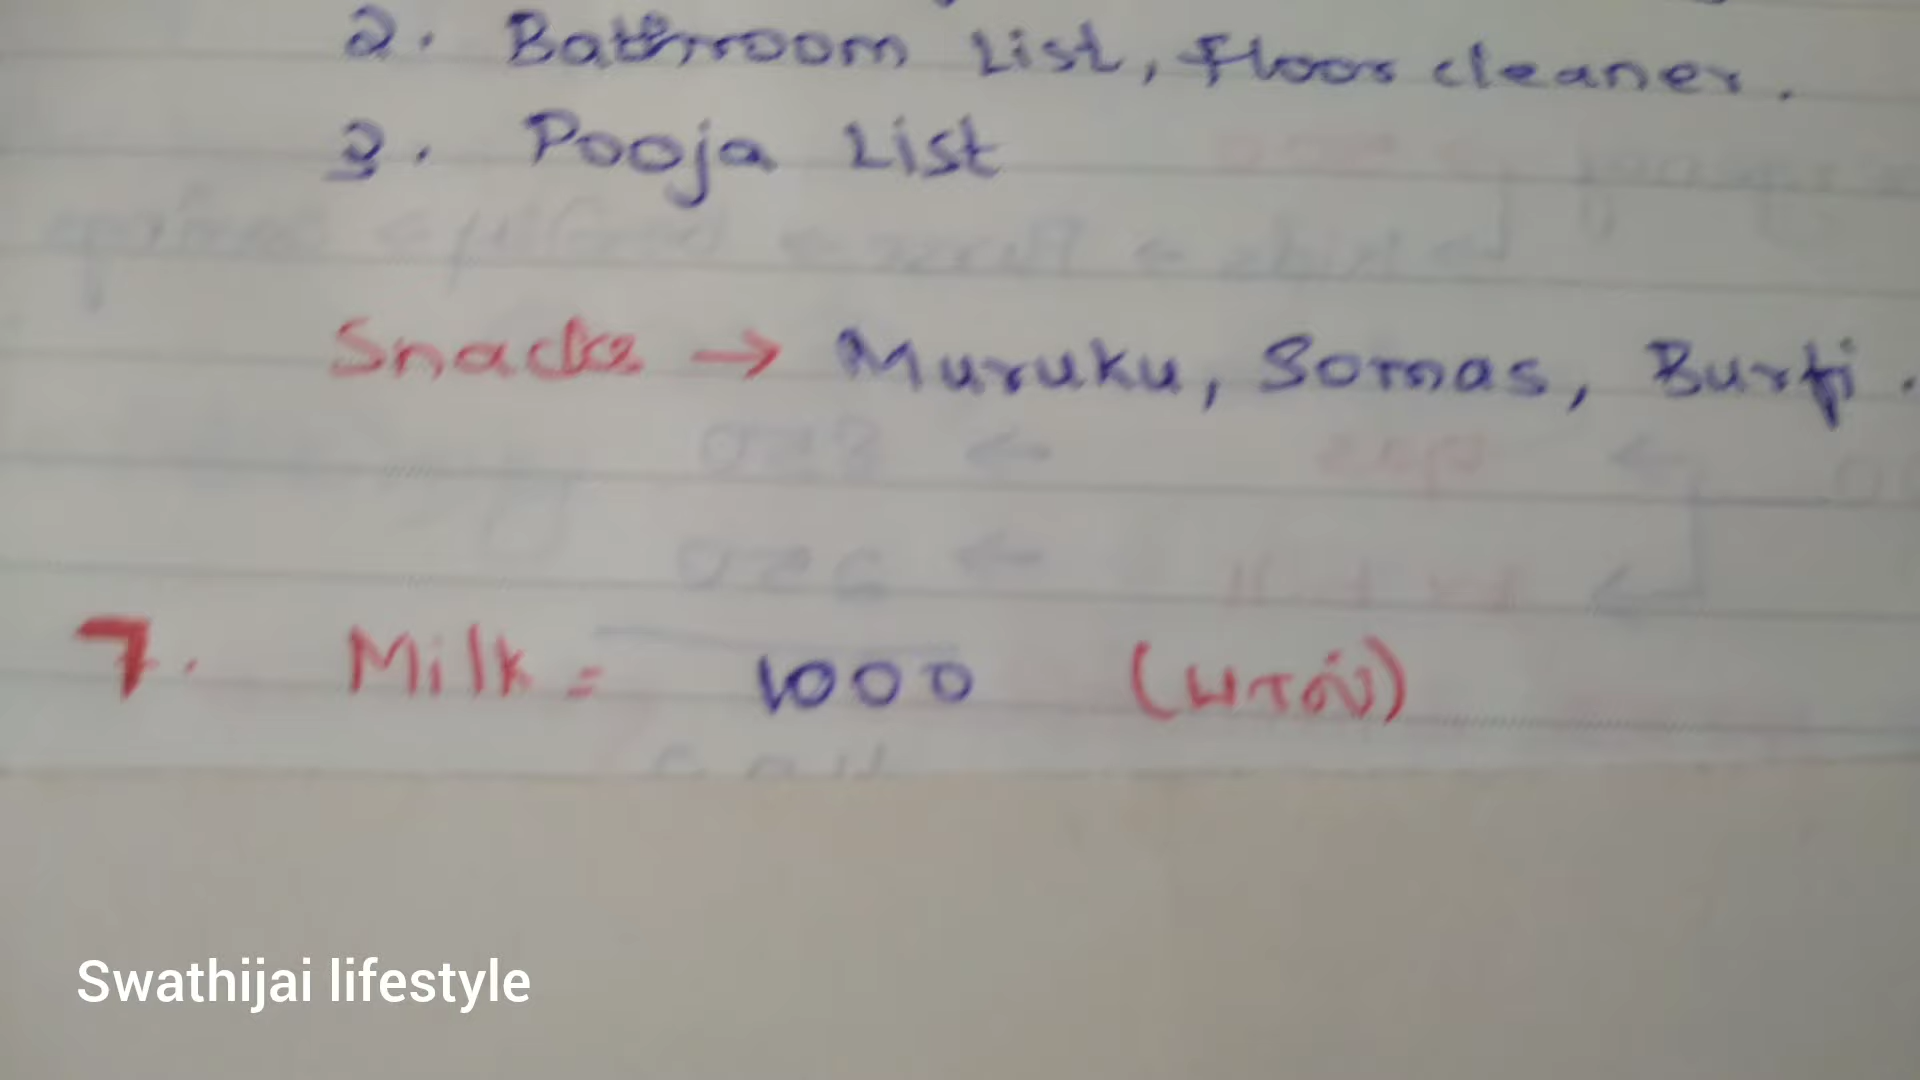 2. Bathroom List, Floor cleaner.
3. Pooja List
Snacks → Muruku, Somas, Burfi.
7. Milk = 1000 (பால்)
Swathijai lifestyle